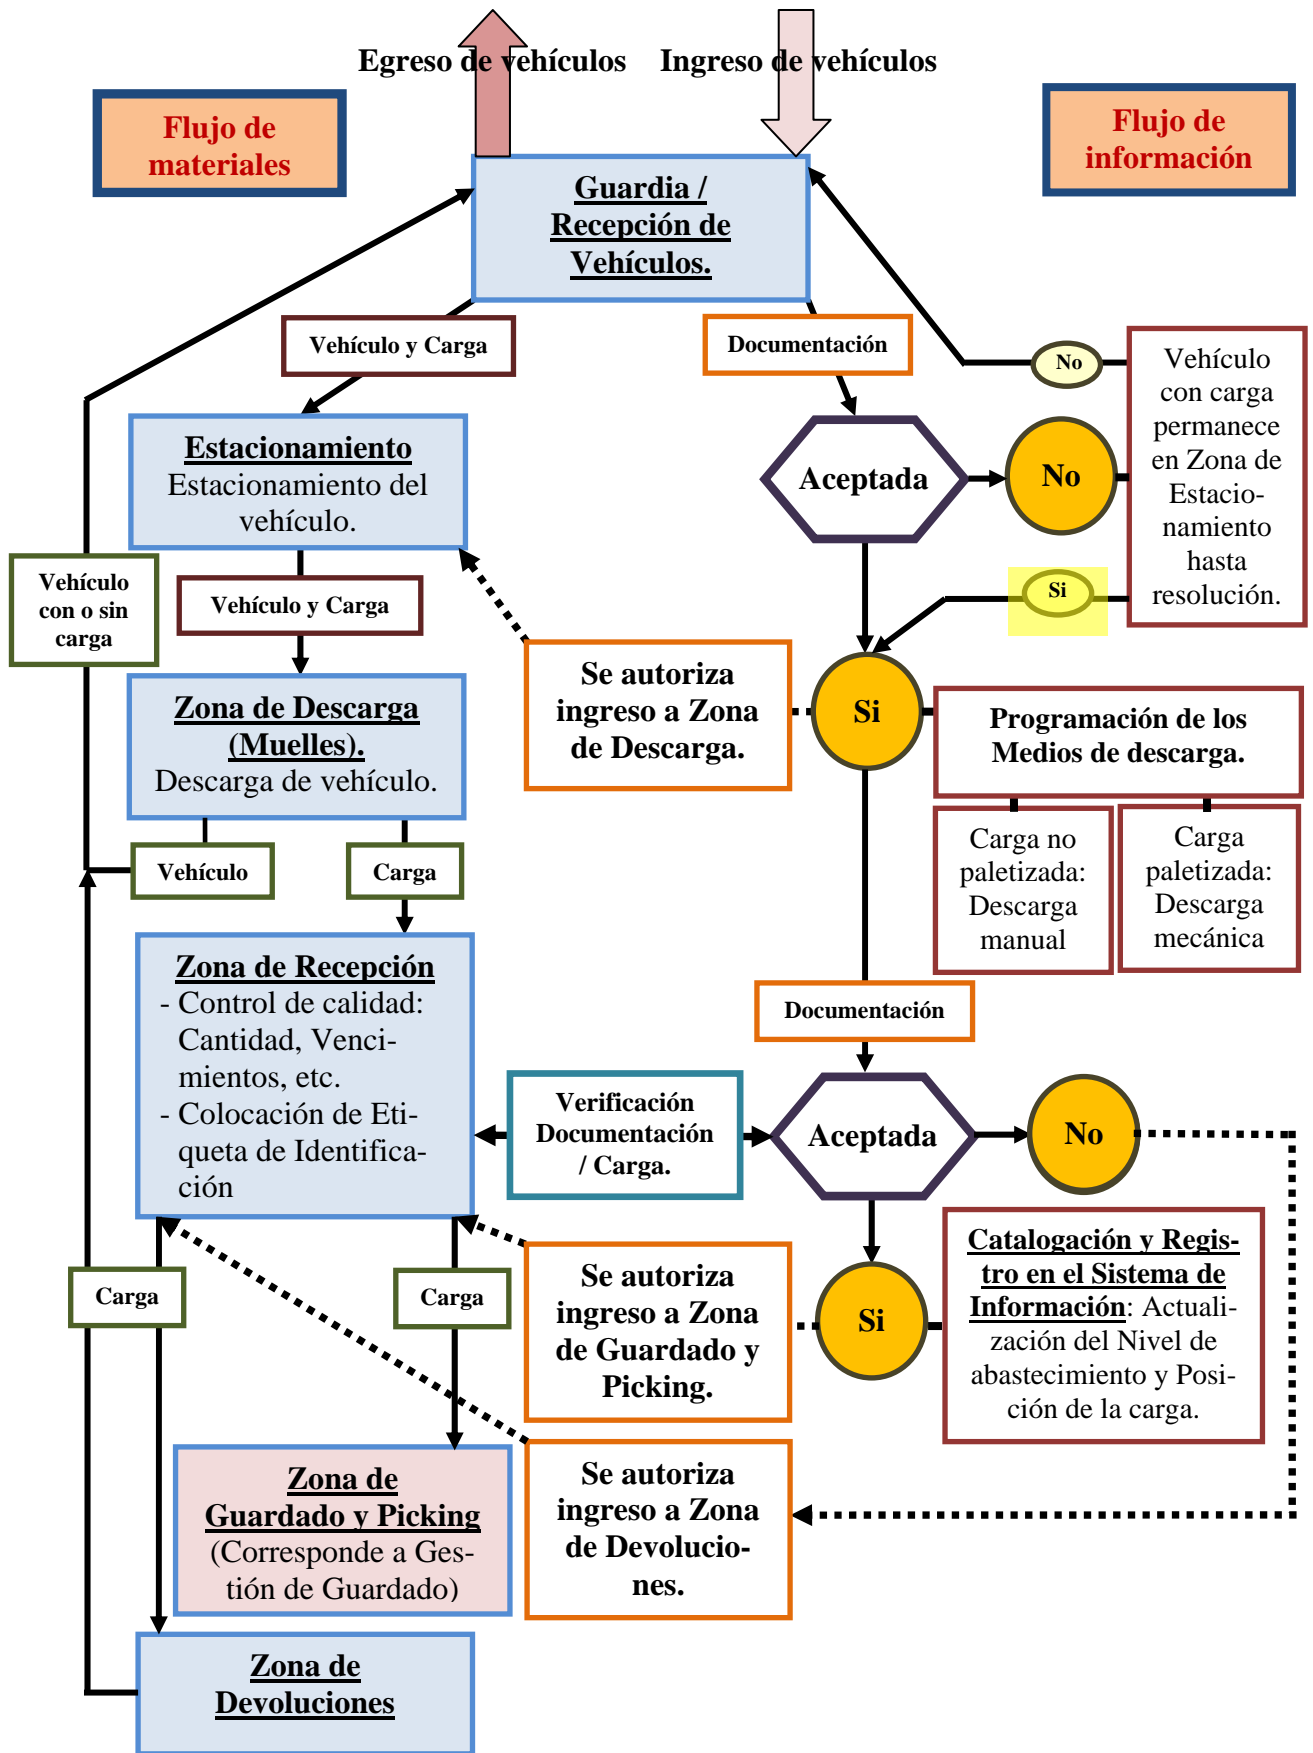 Egreso de vehículos
Ingreso de vehículos
Flujo de
materiales
Flujo de
información
Guardia /
Recepción de
Vehículos.
Vehículo y Carga
Documentación
No
Vehículo
con carga
permanece
en Zona de
Estacio-
namiento
hasta
resolución.
Estacionamiento
Estacionamiento del
vehículo.
Aceptada
No
Vehículo
con o sin
carga
Vehículo y Carga
Si
Se autoriza
ingreso a Zona
de Descarga.
Si
Zona de Descarga
(Muelles).
Descarga de vehículo.
Programación de los
Medios de descarga.
Carga no
paletizada:
Descarga
manual
Carga
paletizada:
Descarga
mecánica
Vehículo
Carga
Zona de Recepción
- Control de calidad:
Cantidad, Venci-
mientos, etc.
- Colocación de Eti-
queta de Identifica-
ción
Documentación
Verificación
Documentación
/ Carga.
Aceptada
No
Carga
Carga
Se autoriza
ingreso a Zona
de Guardado y
Picking.
Si
Catalogación y Regis-
tro en el Sistema de
Información: Actuali-
zación del Nivel de
abastecimiento y Posi-
ción de la carga.
Zona de
Guardado y Picking
(Corresponde a Ges-
tión de Guardado)
Se autoriza
ingreso a Zona
de Devolucio-
nes.
Zona de
Devoluciones